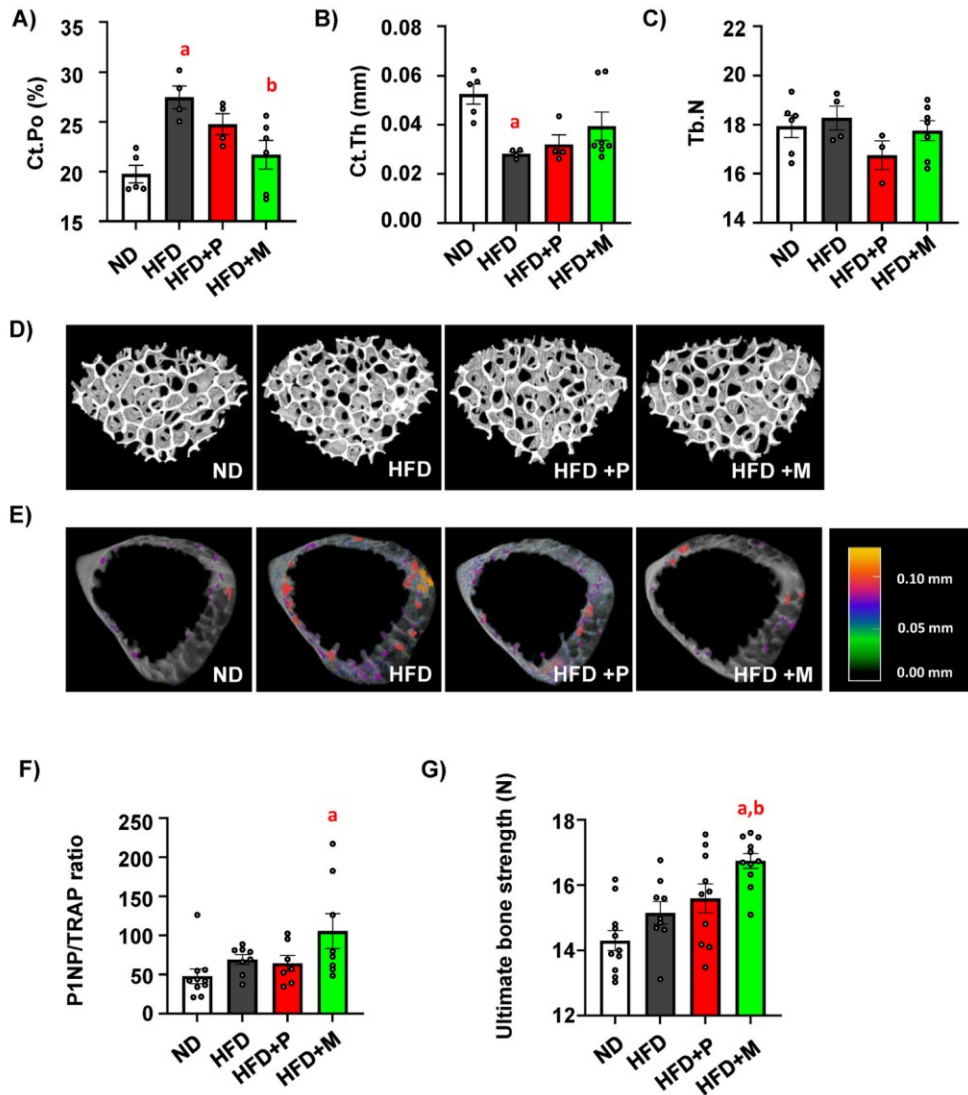 A)
Ct.Po (%)
35
30
25
20
15
a
b
ND
HFD
HFD+P
HFD+M
B)
Ct.Th (mm)
0.06
0.04
0.02
0.00
a
ND
HFD
HFD+P
HFD+M
C)
Tb.N
22
20
18
16
14
ND
HFD
HFD+P
HFD+M
D)
ND
HFD
HFD +P
HFD +M
E)
ND
HFD
HFD +P
HFD +M
0.10 mm
0.05 mm
0.00 mm
F)
P1NP/TRAP ratio
250
200
150
100
50
0
a
ND
HFD
HFD+P
HFD+M
G)
Ultimate bone strength (N)
18
16
14
12
a,b
ND
HFD
HFD+P
HFD+M